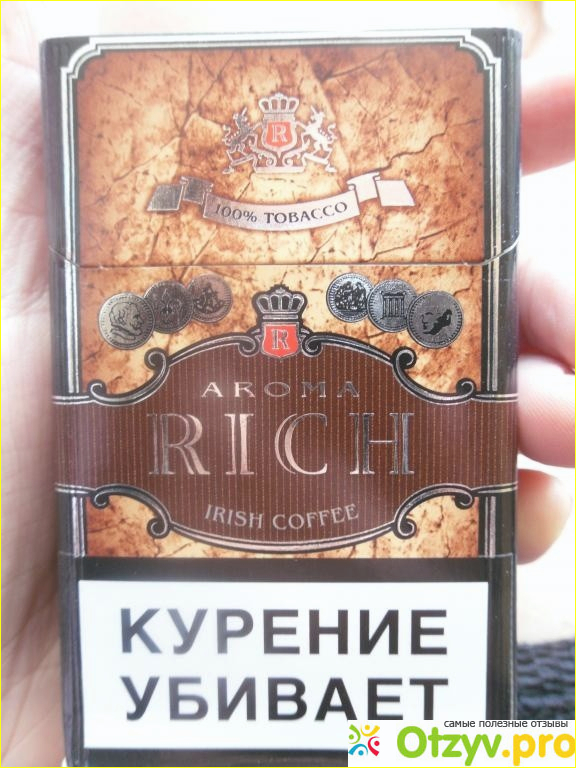 R
100% TOBACCO
R
AROMA
RICH
IRISH COFFEE
КУРЕНИЕ
УБИВАЕТ
самые полезные отзывы
Otzyv.pro